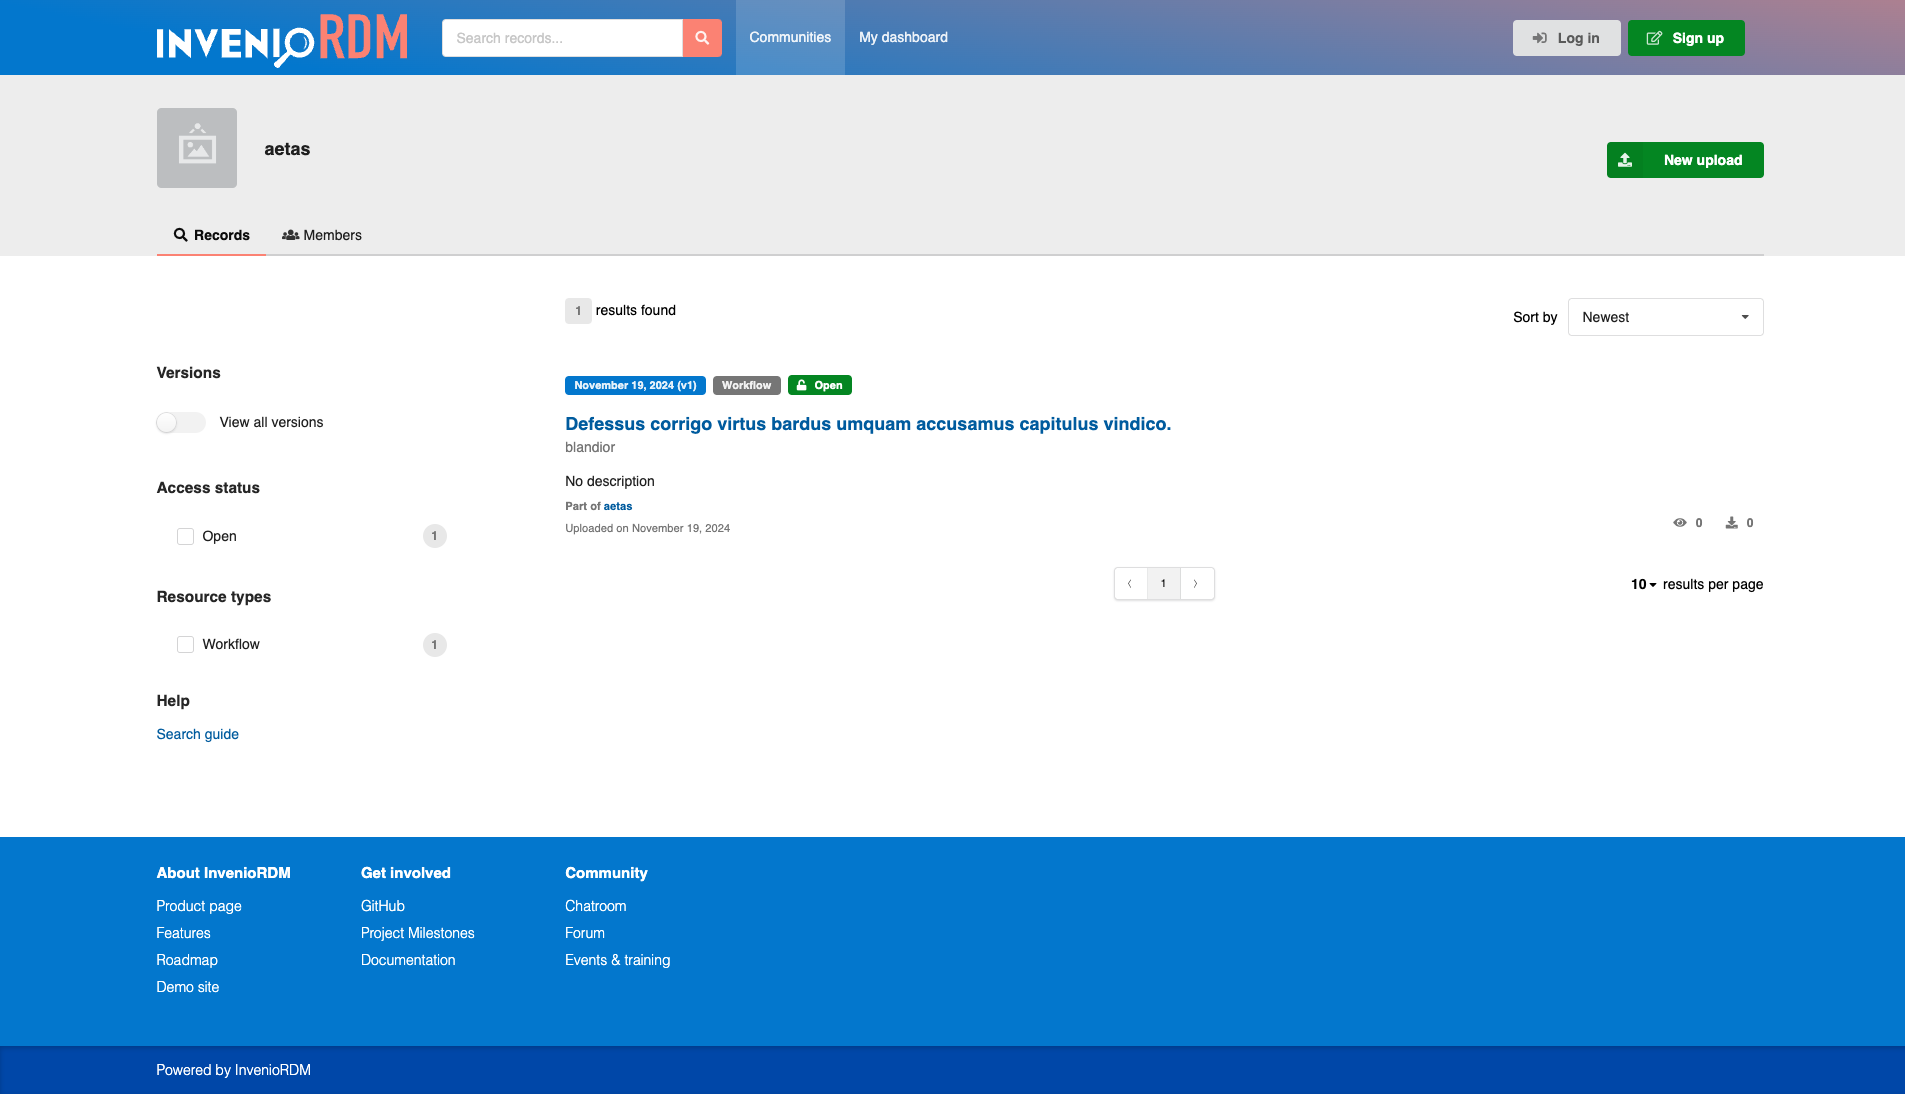 INVENIORDM
Search records...
Communities
My dashboard
Log in
Sign up
aetas
New upload
Records
Members
1 results found
Sort by
Newest
Versions
View all versions
Access status
Open
1
Resource types
Workflow
1
Help
Search guide
November 19, 2024 (v1)
Workflow
Open
Defessus corrigo virtus bardus umquam accusamus capitulus vindico.
blandior
No description
Part of aetas
Uploaded on November 19, 2024
0
0
1
10 results per page
About InvenioRDM
Product page
Features
Roadmap
Demo site
Get involved
GitHub
Project Milestones
Documentation
Community
Chatroom
Forum
Events & training
Powered by InvenioRDM